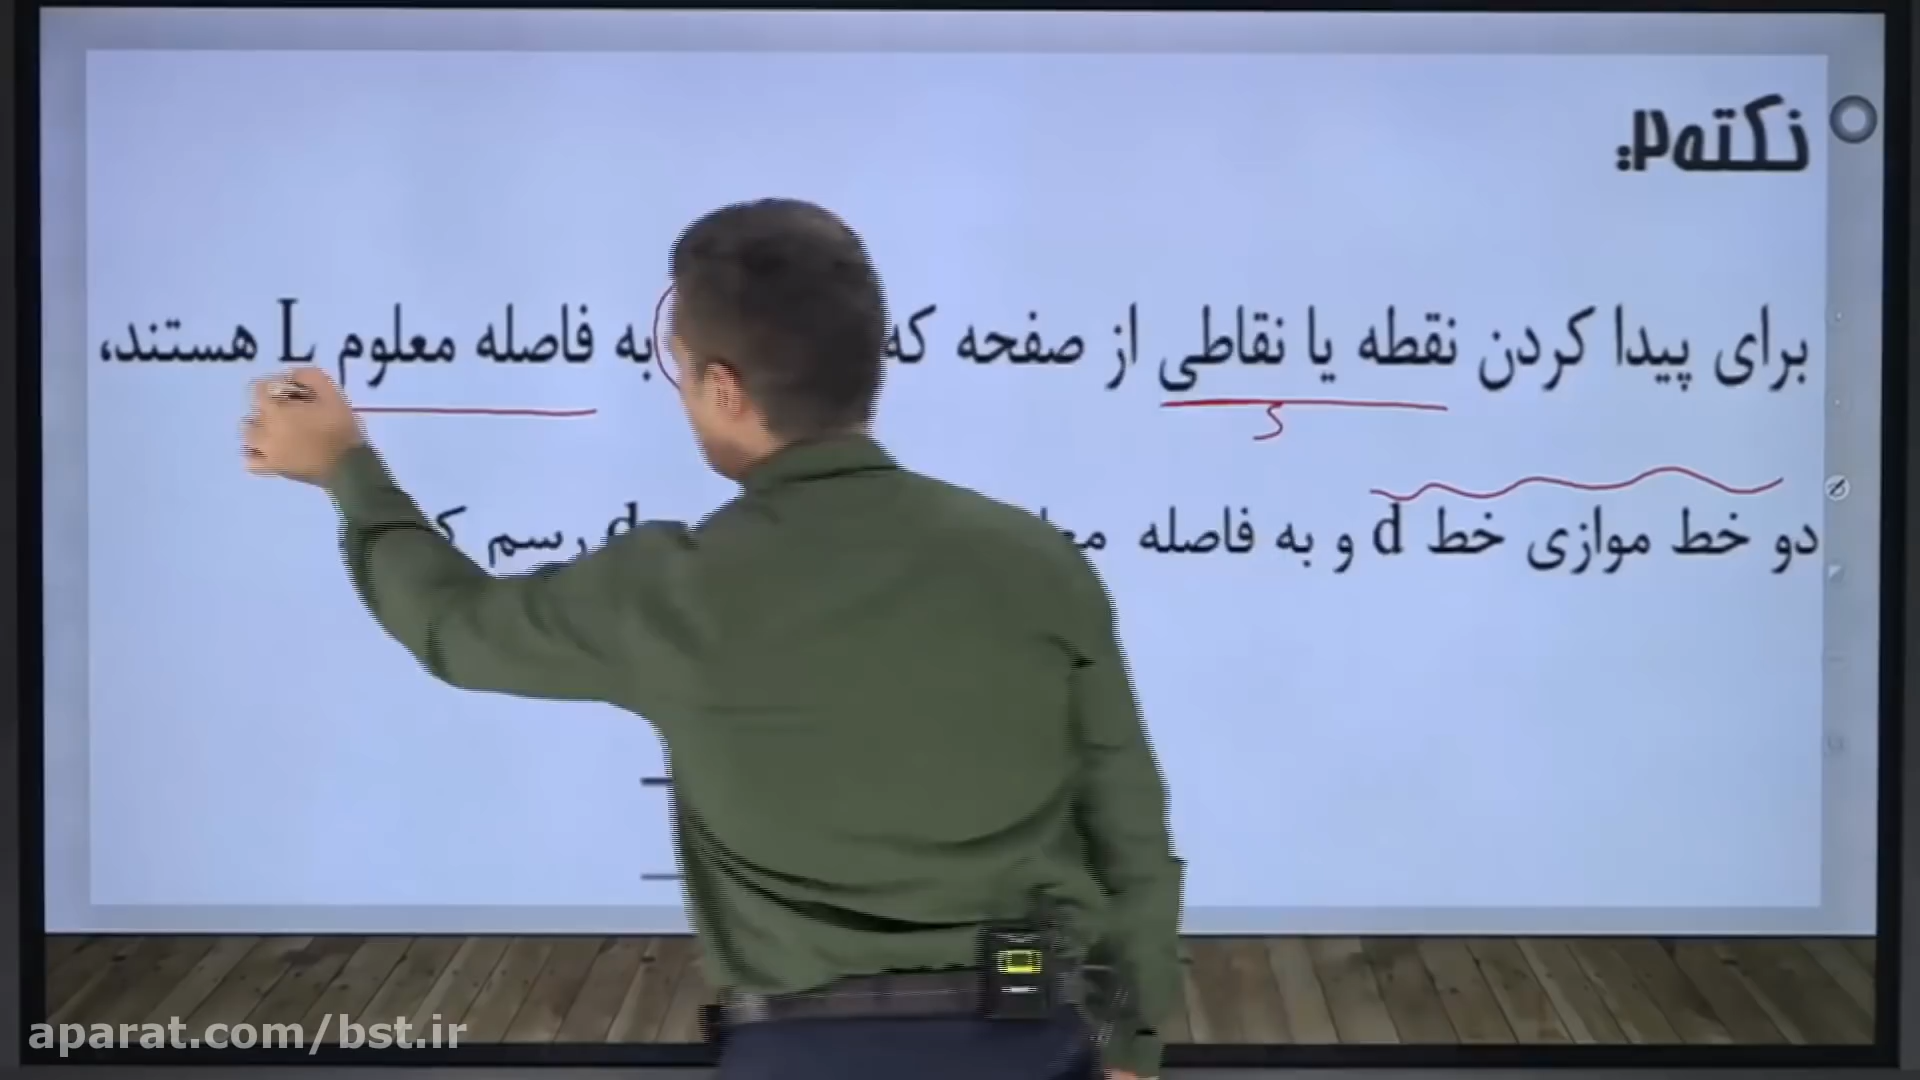 نکته۲:
برای پیدا کردن نقطه یا نقاطی از صفحه که به فاصله معلوم L هستند،
دو خط موازی خط d و به فاصله d رسم
aparat.com/bst.ir